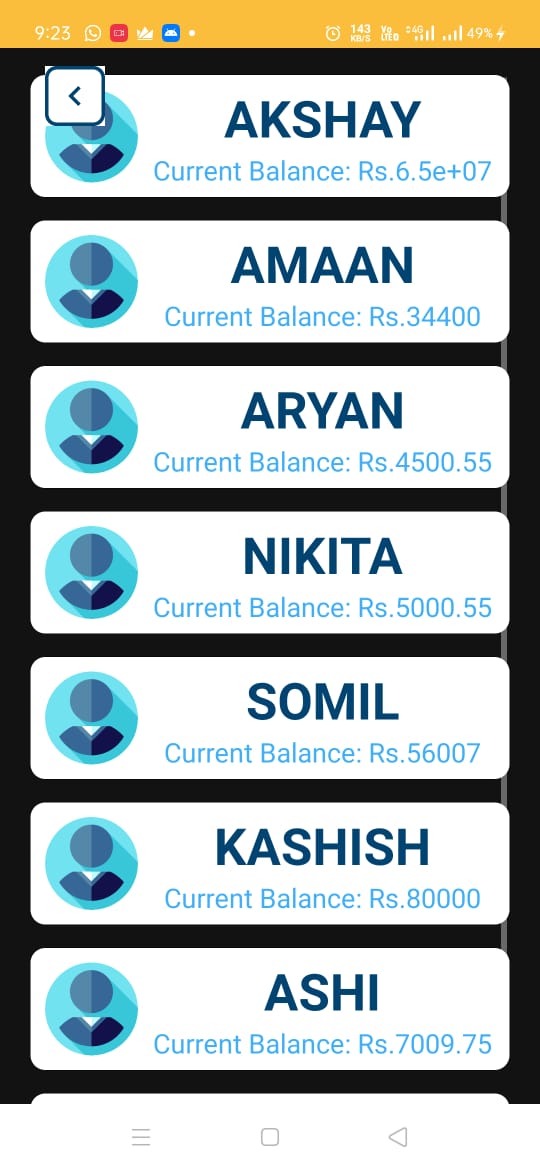 9:23
143 KB/S Vo LTED 4G 49%
AKSHAY
Current Balance: Rs.6.5e+07
AMAAN
Current Balance: Rs.34400
ARYAN
Current Balance: Rs.4500.55
NIKITA
Current Balance: Rs.5000.55
SOMIL
Current Balance: Rs.56007
KASHISH
Current Balance: Rs.80000
ASHI
Current Balance: Rs.7009.75